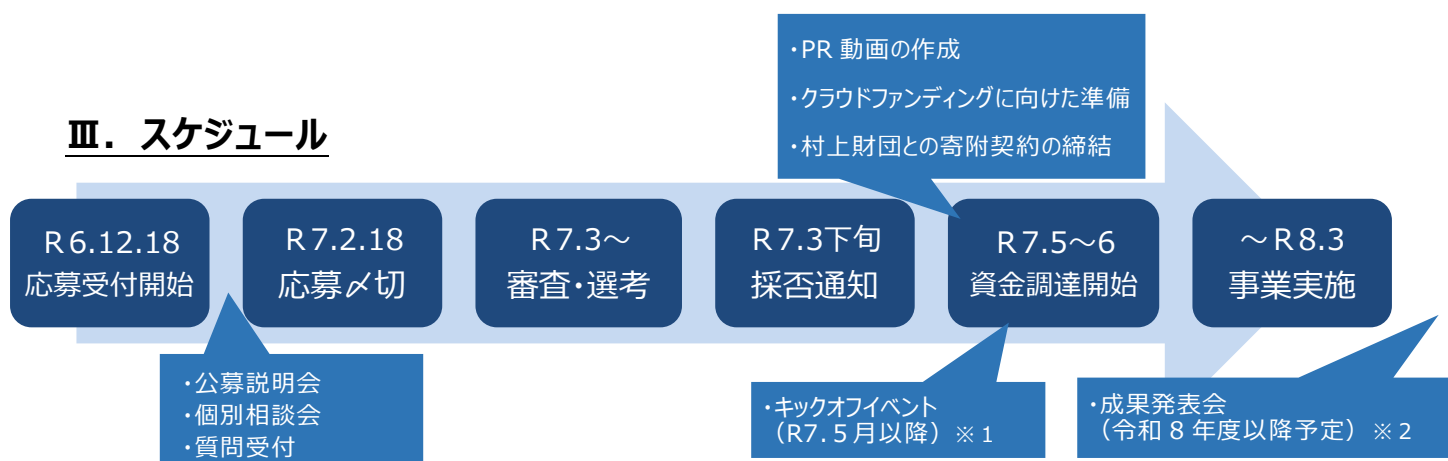 ・PR 動画の作成
・クラウドファンディングに向けた準備
・村上財団との寄附契約の締結
Ⅲ．スケジュール
R6.12.18
応募受付開始
R7.2.18
応募〆切
R7.3～
審査・選考
R7.3下旬
採否通知
R7.5～6
資金調達開始
～R8.3
事業実施
・公募説明会
・個別相談会
・質問受付
・キックオフイベント
（R7.５月以降）※１
・成果発表会
（令和８年度以降予定）※２